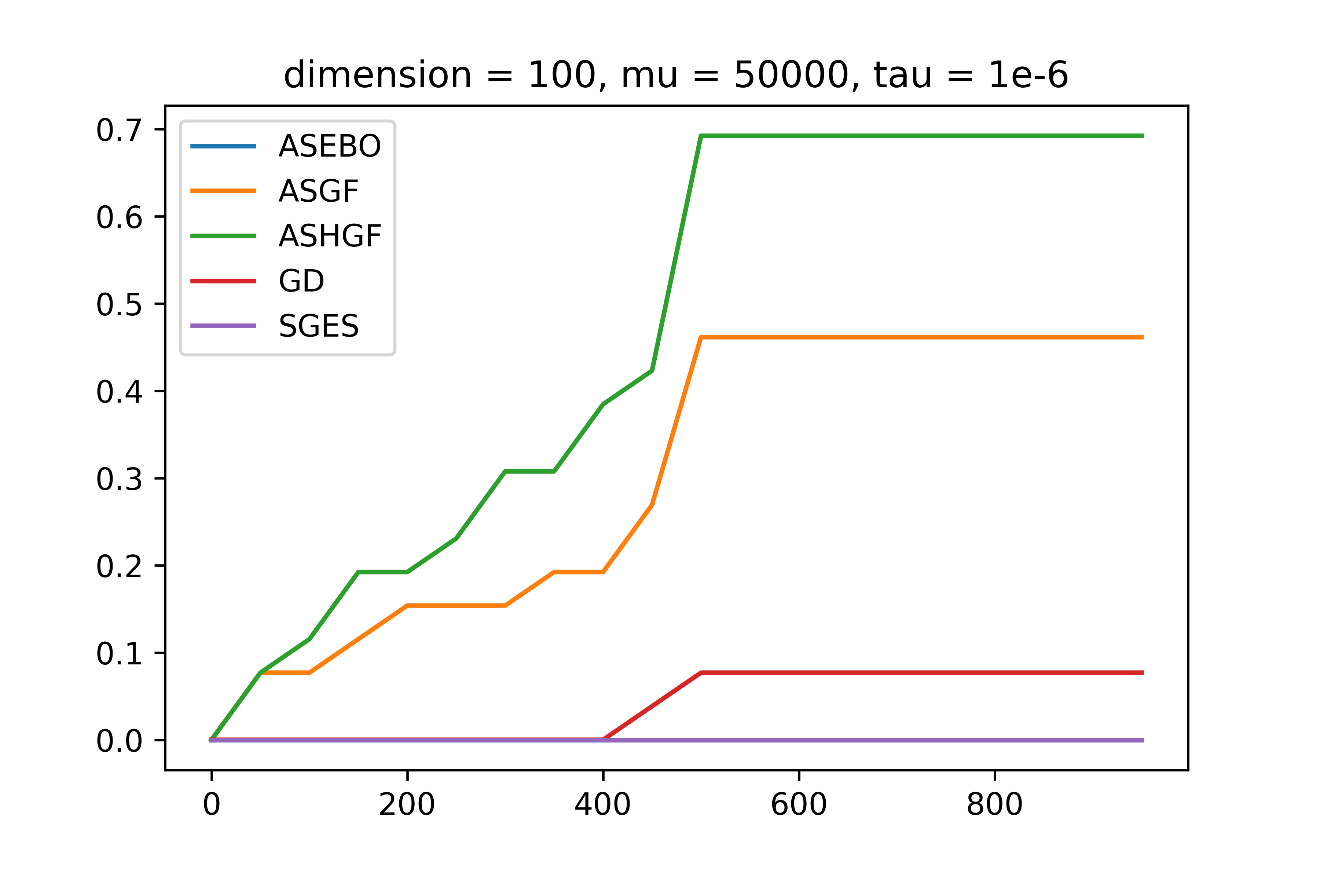 dimension = 100, mu = 50000, tau = 1e-6
ASEBO
ASGF
ASHGF
GD
SGES
0.7
0.6
0.5
0.4
0.3
0.2
0.1
0.0
0 200 400 600 800